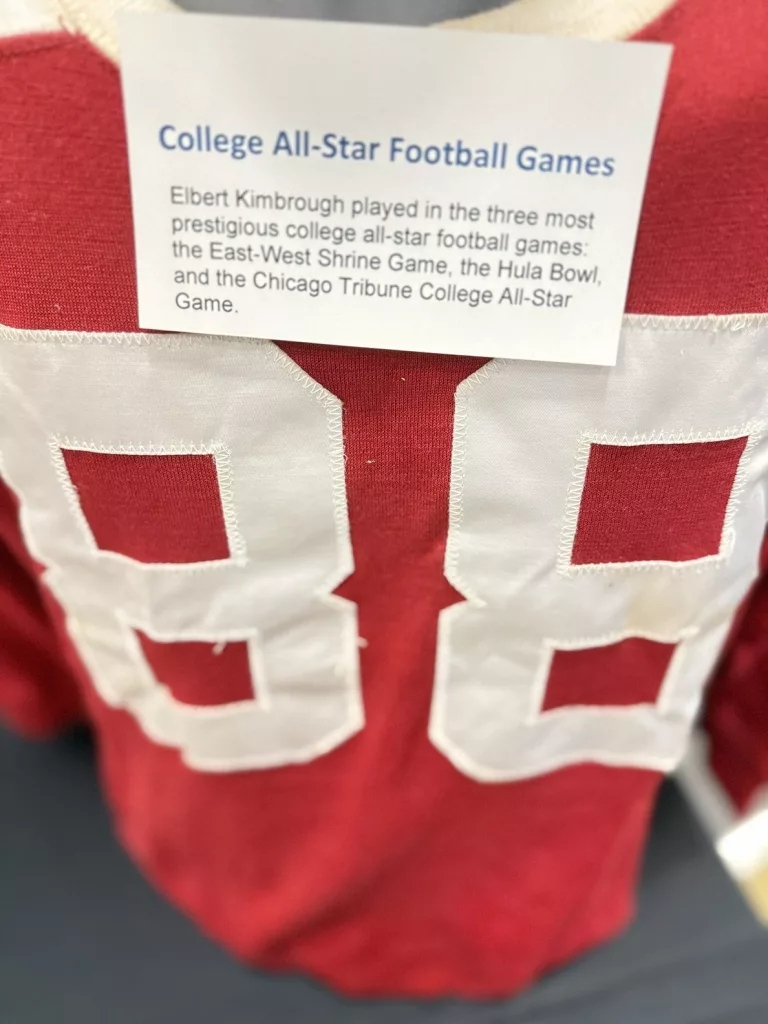 College All-Star Football Games
Elbert Kimbrough played in the three most
prestigious college all-star football games:
the East-West Shrine Game, the Hula Bowl,
and the Chicago Tribune College All-Star
Game.
88